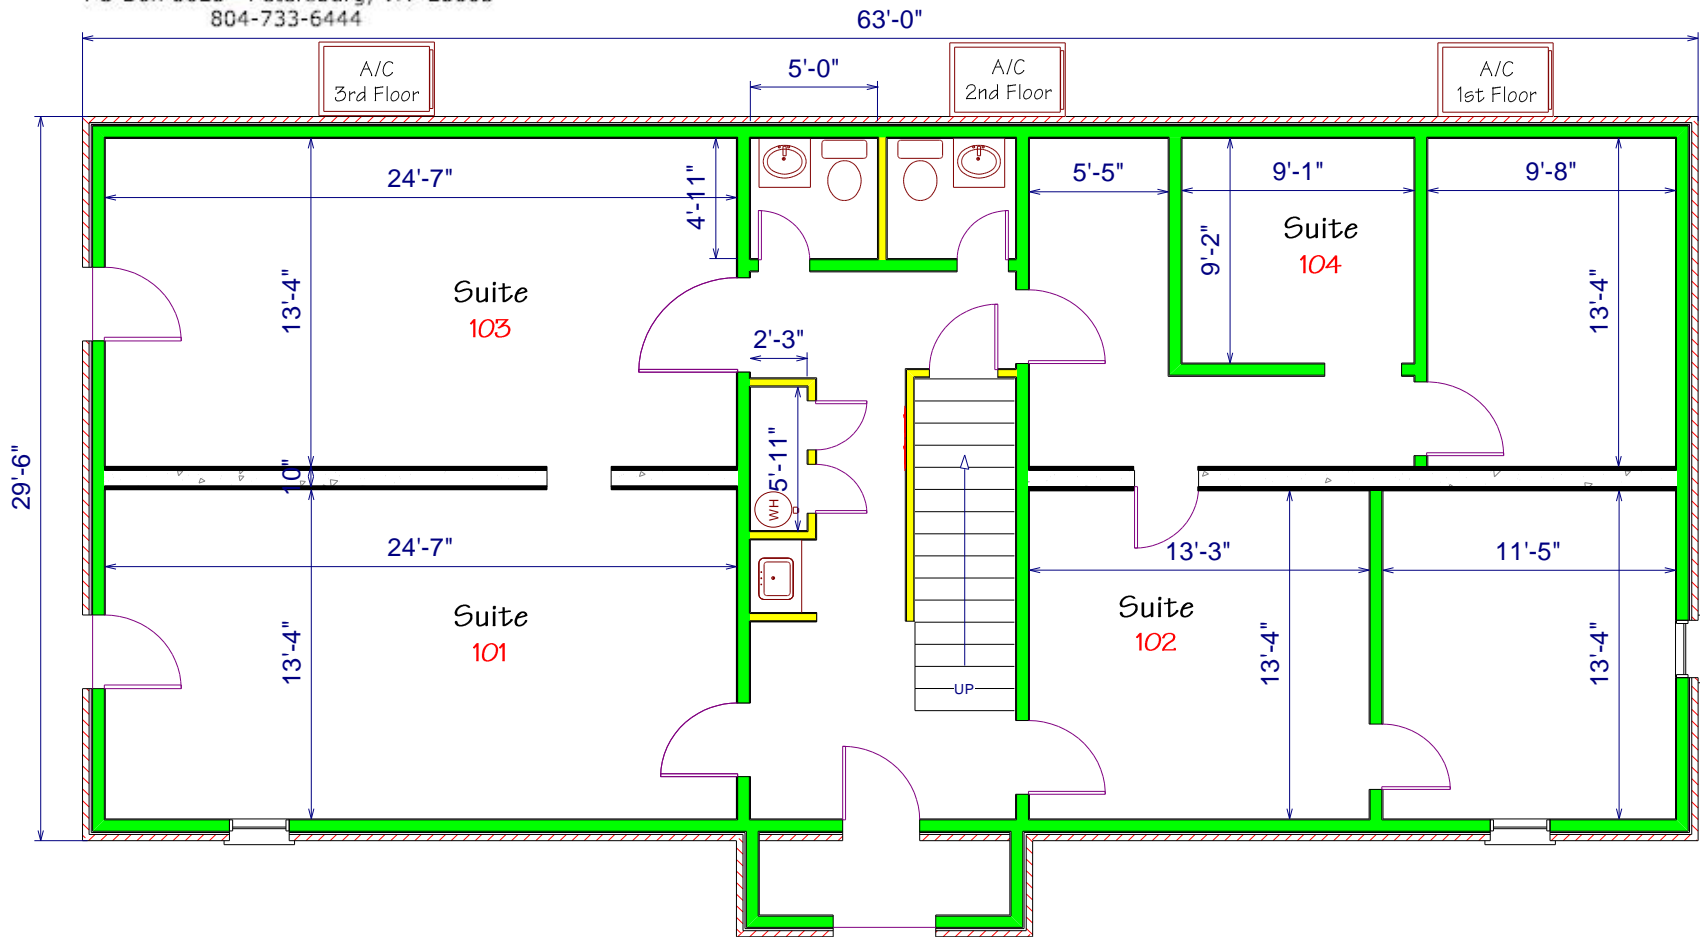 804-733-6444
63'-0"
A/C
3rd Floor
5'-0"
A/C
2nd Floor
A/C
1st Floor
24'-7"
4'-11"
5'-5"
9'-1"
9'-8"
Suite
104
9'-2"
13'-4"
Suite
103
13'-4"
2'-3"
29'-6"
10"
5'-11"
WH
24'-7"
13'-3"
11'-5"
Suite
101
13'-4"
Suite
102
13'-4"
13'-4"
UP